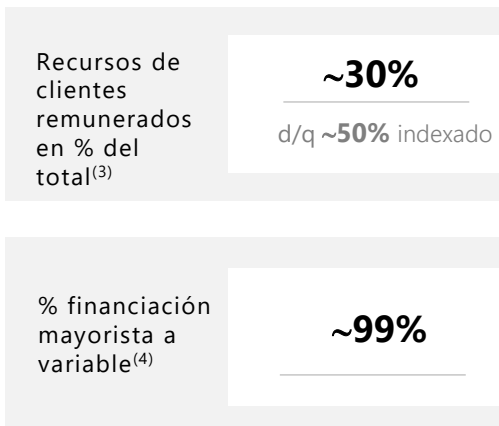 Recursos de
clientes
remunerados
en % del
total(3)
~30%
d/q ~50% indexado
% financiación
mayorista a
variable(4)
~99%